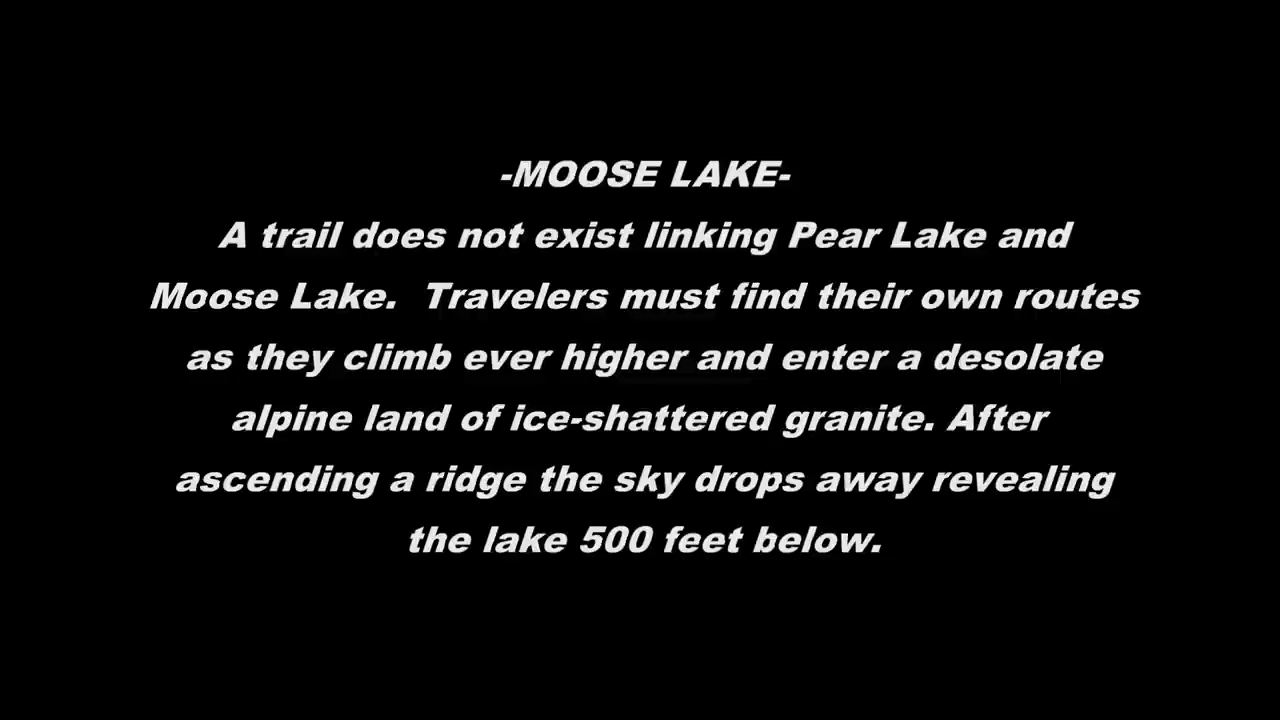 -MOOSE LAKE-
A trail does not exist linking Pear Lake and
Moose Lake.  Travelers must find their own routes
as they climb ever higher and enter a desolate
alpine land of ice-shattered granite. After
ascending a ridge the sky drops away revealing
the lake 500 feet below.